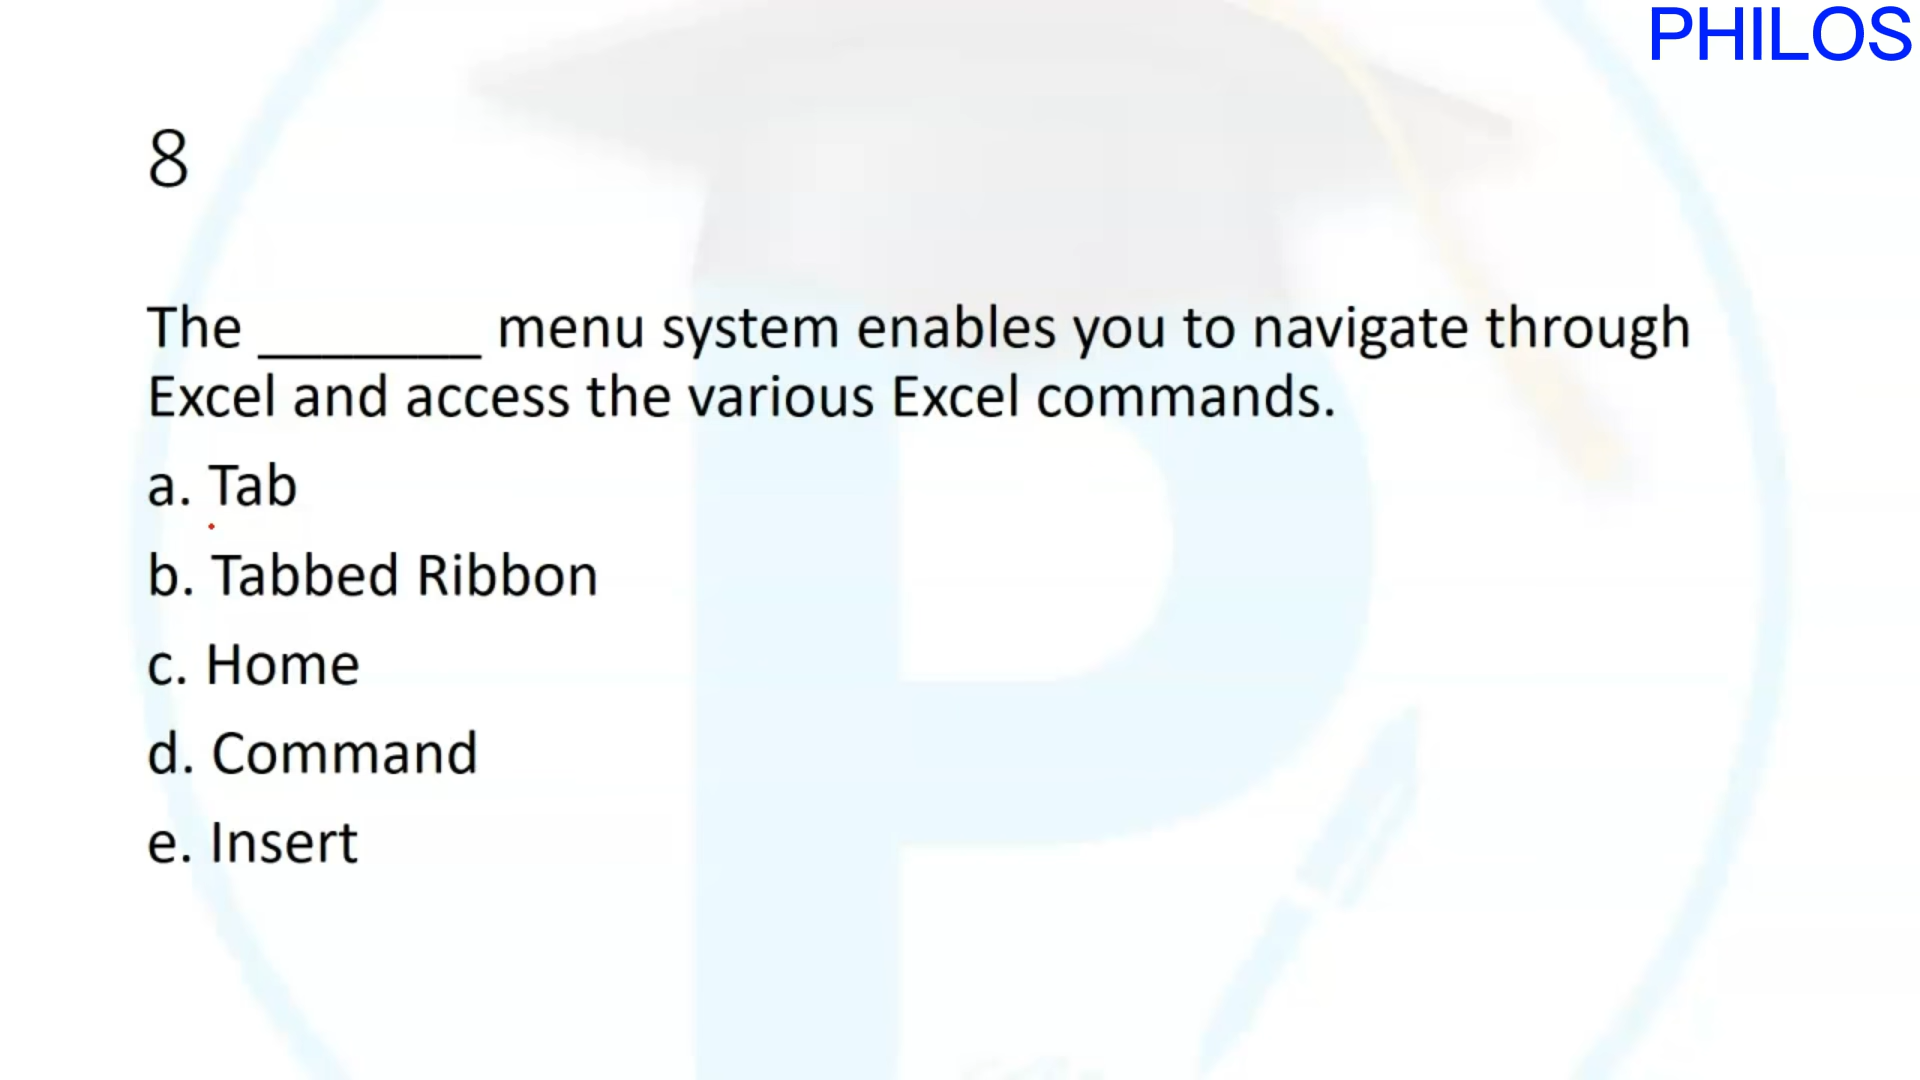 PHILOS
8
The _______ menu system enables you to navigate through
Excel and access the various Excel commands.
a. Tab
b. Tabbed Ribbon
c. Home
d. Command
e. Insert